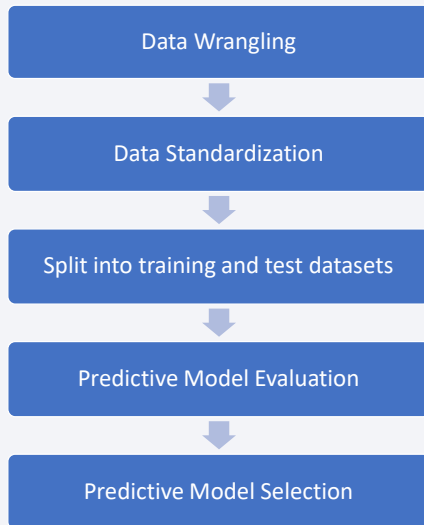 Data Wrangling
Data Standardization
Split into training and test datasets
Predictive Model Evaluation
Predictive Model Selection